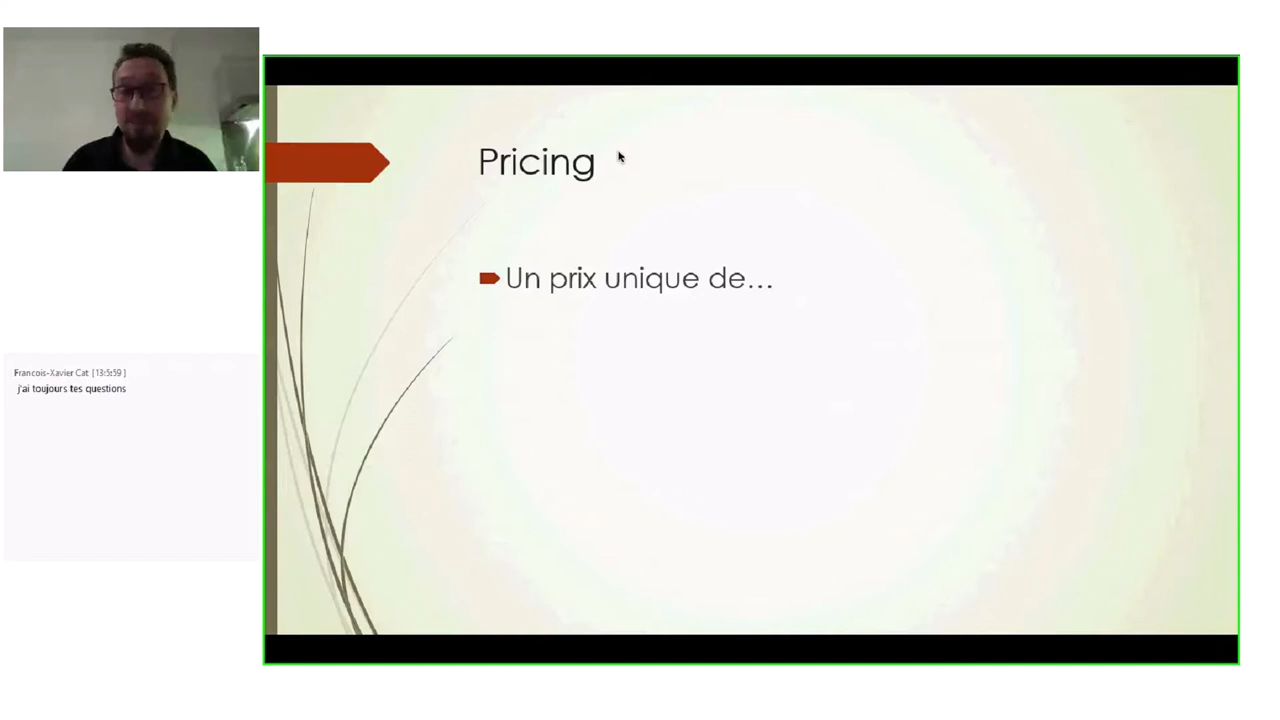 Pricing
Un prix unique de...
Francois-Xavier Cat [13:5:59 ]
j'ai toujours tes questions